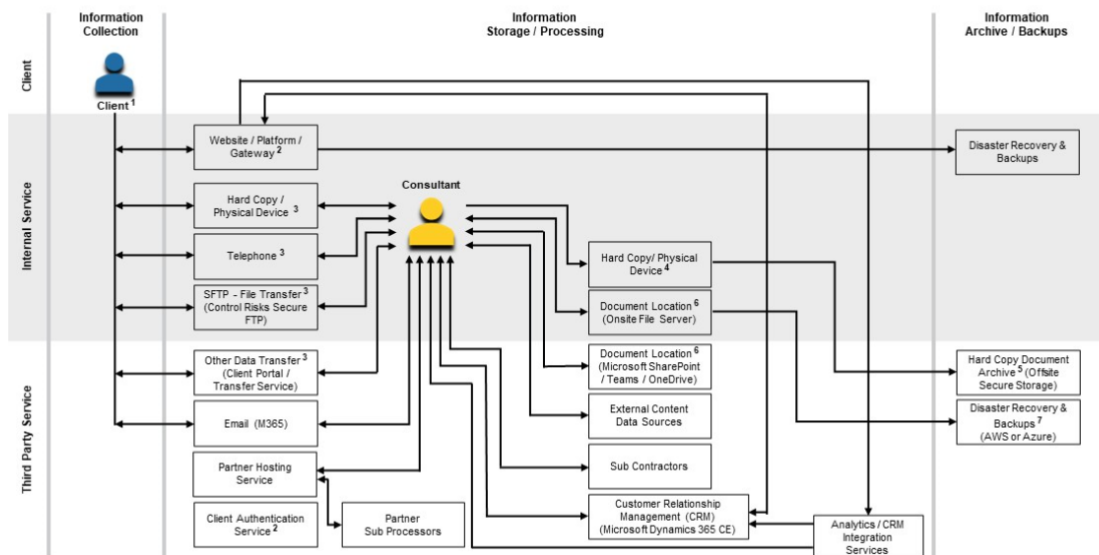 Information
Collection
Information
Storage / Processing
Information
Archive / Backups
Client
Client 1
Internal Service
Website / Platform /
Gateway 2
Disaster Recovery &
Backups
Consultant
Hard Copy /
Physical Device 3
Telephone 3
Hard Copy/ Physical
Device 4
SFTP - File Transfer 3
(Control Risks Secure
FTP)
Document Location 6
(Onsite File Server)
Third Party Service
Other Data Transfer 3
(Client Portal /
Transfer Service)
Document Location 6
(Microsoft SharePoint
/ Teams / OneDrive)
Hard Copy Document
Archive 5 (Offsite
Secure Storage)
Email (M365)
External Content
Data Sources
Disaster Recovery &
Backups 7
(AWS or Azure)
Partner Hosting
Service
Sub Contractors
Client Authentication
Service 2
Partner
Sub Processors
Customer Relationship
Management (CRM)
(Microsoft Dynamics 365 CE)
Analytics / CRM
Integration
Services